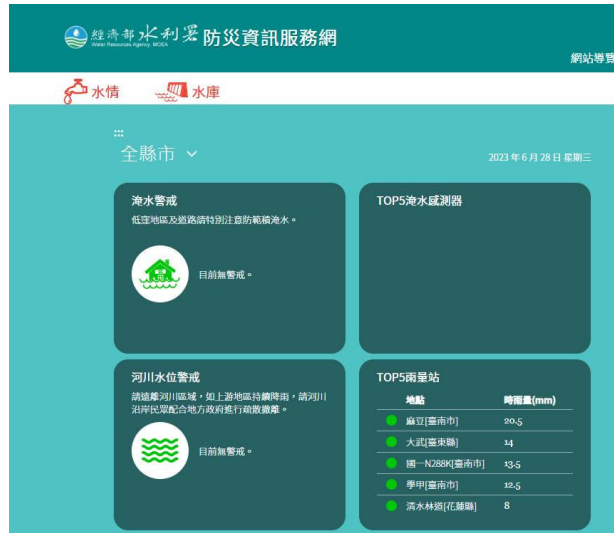 經濟部水利署 防災資訊服務網
Water Resources Agency, MOEA
網站導覽
水情
水庫
:::
全縣市
2023 年 6 月 28 日 星期三
淹水警戒
低窪地區及道路請特別注意防範積淹水。
目前無警戒。
TOP5淹水感測器
河川水位警戒
請遠離河川區域，如上游地區持續降雨，請河川
沿岸民眾配合地方政府進行疏散撤離。
目前無警戒。
TOP5雨量站
地點 時雨量(mm)
麻豆[臺南市] 20.5
大武[臺東縣] 14
國一N288K[臺南市] 13.5
學甲[臺南市] 12.5
清水林道[花蓮縣] 8